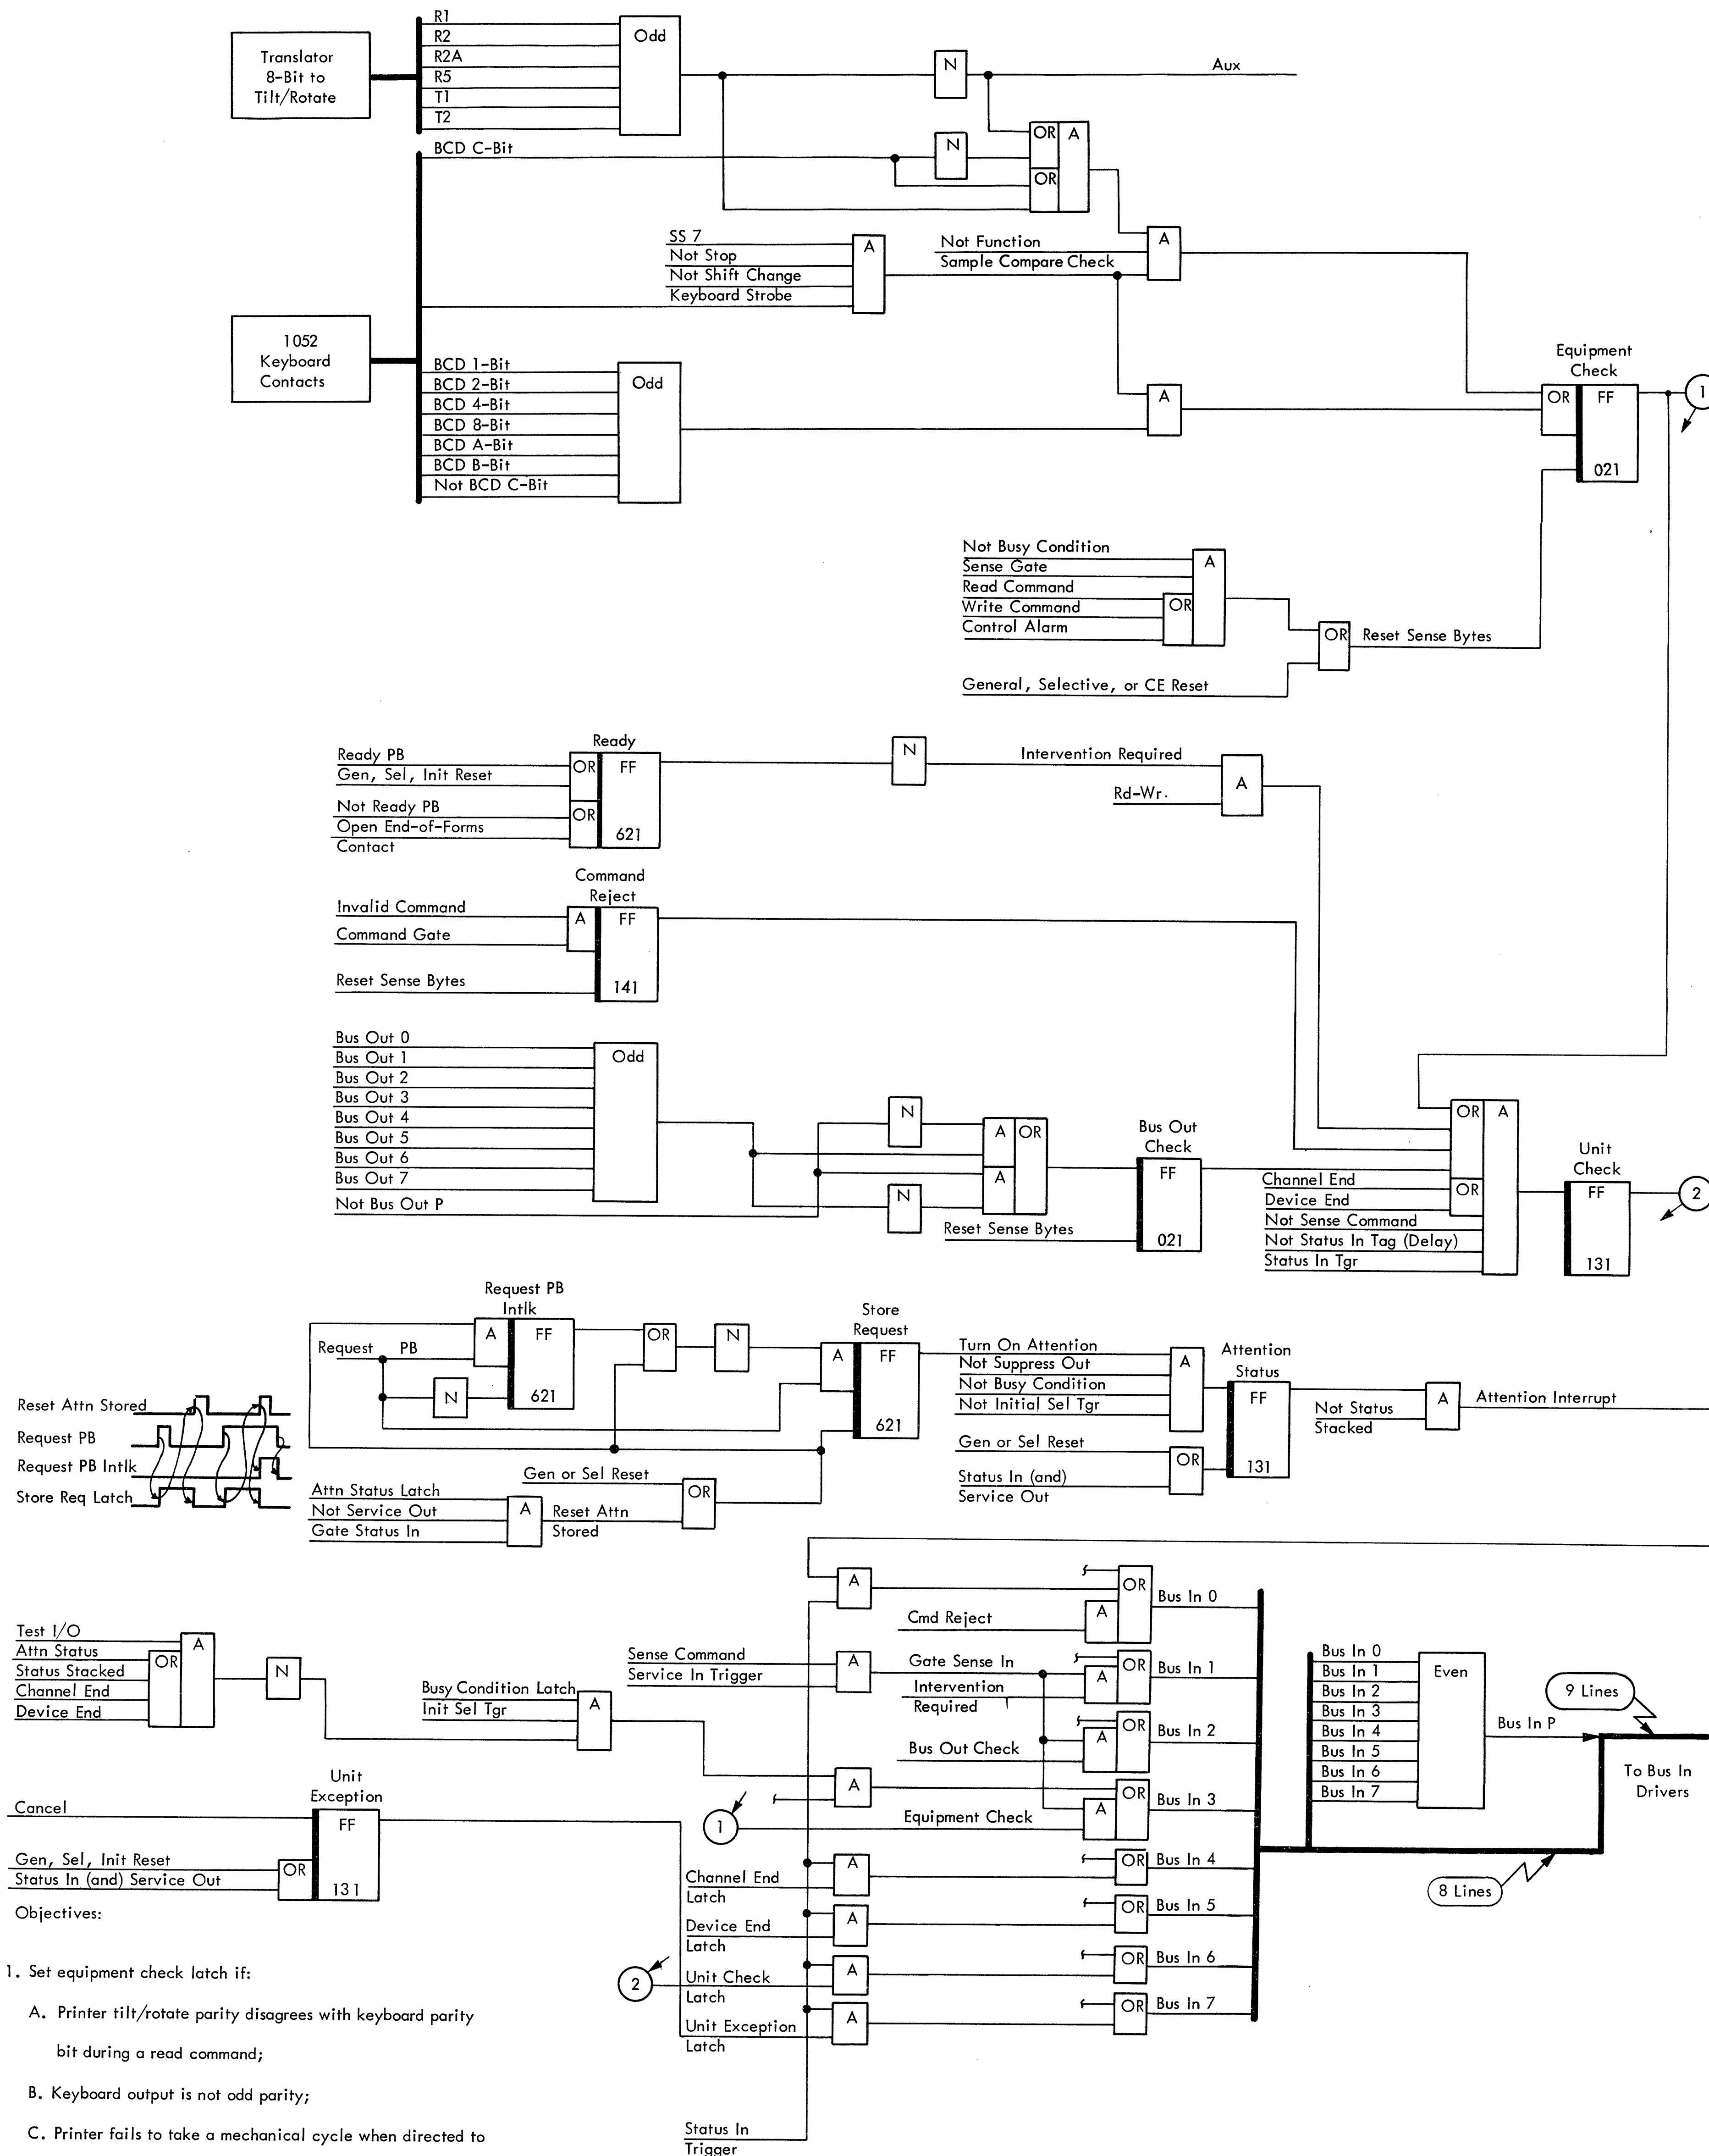 Translator
8-Bit to
Tilt/Rotate
R1
R2
R2A
R5
T1
T2
Odd
N
Aux
BCD C-Bit
N
OR
A
OR
SS 7
Not Stop
Not Shift Change
Keyboard Strobe
A
Not Function
Sample Compare Check
A
1052
Keyboard
Contacts
BCD 1-Bit
BCD 2-Bit
BCD 4-Bit
BCD 8-Bit
BCD A-Bit
BCD B-Bit
Not BCD C-Bit
Odd
A
Equipment
Check
OR
FF
021
1
Not Busy Condition
Sense Gate
Read Command
Write Command
Control Alarm
A
OR
OR
Reset Sense Bytes
General, Selective, or CE Reset
Ready
Ready PB
Gen, Sel, Init Reset
Not Ready PB
Open End-of-Forms
Contact
OR
FF
OR
621
N
Intervention Required
Rd-Wr.
A
Command
Reject
Invalid Command
Command Gate
Reset Sense Bytes
A
FF
141
Bus Out 0
Bus Out 1
Bus Out 2
Bus Out 3
Bus Out 4
Bus Out 5
Bus Out 6
Bus Out 7
Not Bus Out P
Odd
N
N
A
OR
A
Reset Sense Bytes
Bus Out
Check
FF
021
OR
A
OR
Channel End
Device End
Not Sense Command
Not Status In Tag (Delay)
Status In Tgr
Unit
Check
FF
131
2
Request PB
Intlk
Request PB
A
FF
621
N
OR
N
Store
Request
A
FF
621
Turn On Attention
Not Suppress Out
Not Busy Condition
Not Initial Sel Tgr
A
Gen or Sel Reset
Status In (and)
Service Out
OR
Attention
Status
FF
131
Not Status
Stacked
A
Attention Interrupt
Reset Attn Stored
Request PB
Request PB Intlk
Store Req Latch
Gen or Sel Reset
Attn Status Latch
Not Service Out
Gate Status In
A
Reset Attn
Stored
OR
A
OR
Cmd Reject
A
Bus In 0
Test I/O
Attn Status
Status Stacked
Channel End
Device End
A
OR
N
Sense Command
Service In Trigger
A
Gate Sense In
Intervention
Required
A
OR
Bus In 1
Busy Condition Latch
Init Sel Tgr
A
Bus Out Check
A
OR
Bus In 2
A
1
Equipment Check
A
OR
Bus In 3
Bus In 0
Bus In 1
Bus In 2
Bus In 3
Bus In 4
Bus In 5
Bus In 6
Bus In 7
Even
Bus In P
9 Lines
To Bus In
Drivers
8 Lines
Unit
Exception
Cancel
Gen, Sel, Init Reset
Status In (and) Service Out
OR
FF
131
Channel End
Latch
A
OR
Bus In 4
Device End
Latch
A
OR
Bus In 5
2
Unit Check
Latch
A
OR
Bus In 6
Unit Exception
Latch
A
OR
Bus In 7
Status In
Trigger
Objectives:
1. Set equipment check latch if:
A. Printer tilt/rotate parity disagrees with keyboard parity
bit during a read command;
B. Keyboard output is not odd parity;
C. Printer fails to take a mechanical cycle when directed to